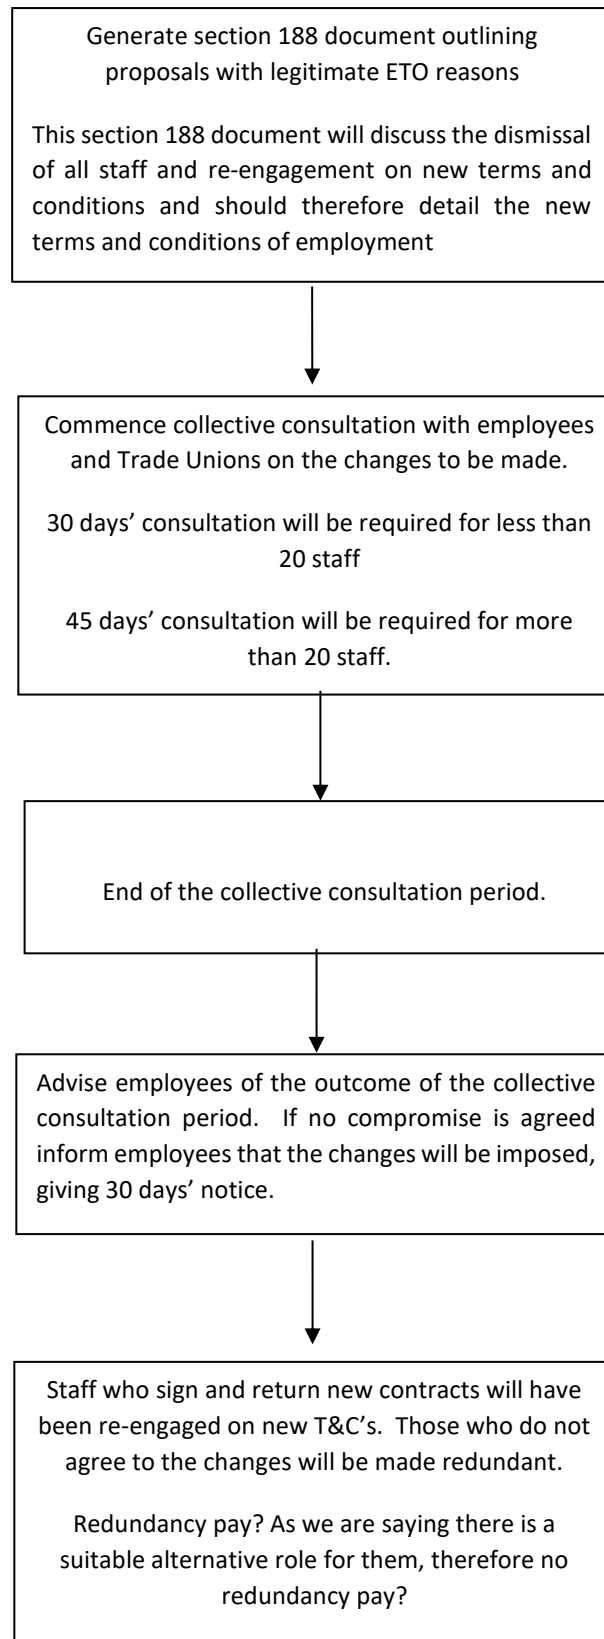 Generate section 188 document outlining
proposals with legitimate ETO reasons
This section 188 document will discuss the dismissal
of all staff and re-engagement on new terms and
conditions and should therefore detail the new
terms and conditions of employment
Commence collective consultation with employees
and Trade Unions on the changes to be made.
30 days’ consultation will be required for less than
20 staff
45 days’ consultation will be required for more
than 20 staff.
End of the collective consultation period.
Advise employees of the outcome of the collective
consultation period.  If no compromise is agreed
inform employees that the changes will be imposed,
giving 30 days’ notice.
Staff who sign and return new contracts will have
been re-engaged on new T&C’s.  Those who do not
agree to the changes will be made redundant.
Redundancy pay? As we are saying there is a
suitable alternative role for them, therefore no
redundancy pay?